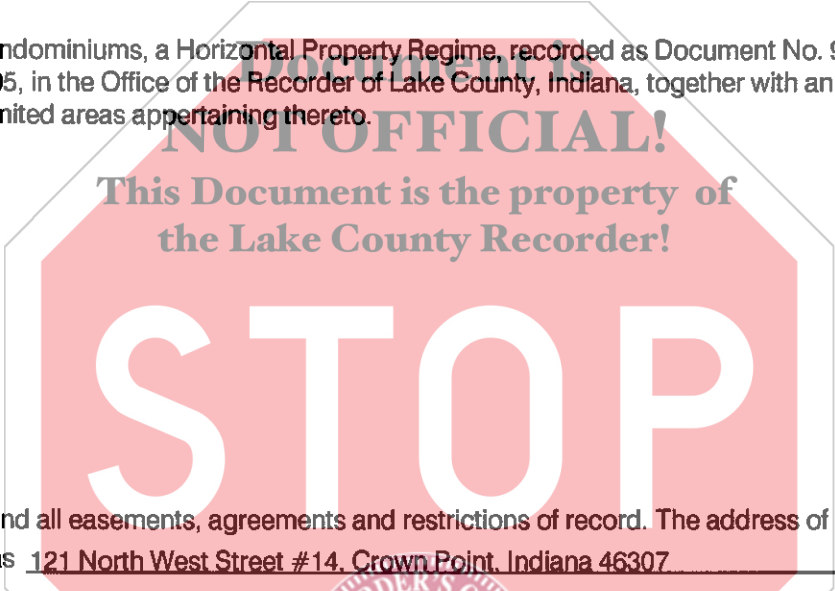 ndominiums, a Horizontal Property Regime, recorded as Document No. 9
5, in the Office of the Recorder of Lake County, Indiana, together with an
nited areas appertaining thereto.
Document is
NOT OFFICIAL!
This Document is the property of
the Lake County Recorder!
STOP
nd all easements, agreements and restrictions of record. The address of
s 121 North West Street #14, Crown Point, Indiana 46307